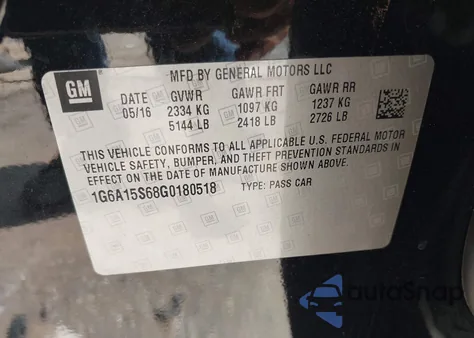 GM
MFD BY GENERAL MOTORS LLC
DATE GVWR GAWR FRT GAWR RR
05/16 2334 KG 1097 KG 1237 KG
5144 LB 2418 LB 2726 LB
THIS VEHICLE CONFORMS TO ALL APPLICABLE U.S. FEDERAL MOTOR
VEHICLE SAFETY, BUMPER, AND THEFT PREVENTION STANDARDS IN
EFFECT ON THE DATE OF MANUFACTURE SHOWN ABOVE.
1G6A15S68G0180518 TYPE: PASS CAR
autoSnap